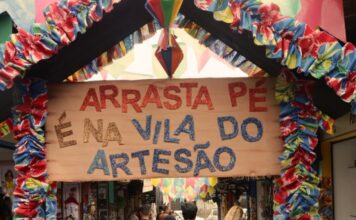 ARRASTA PÉ
É NA VILA DO
ARTESÃO